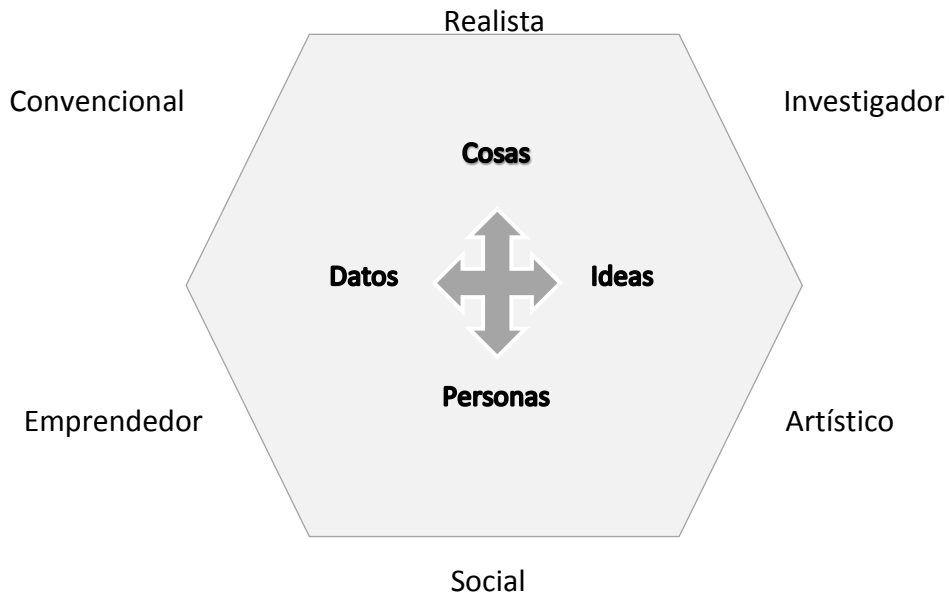 Realista
Convencional
Investigador
Cosas
Datos
Ideas
Personas
Emprendedor
Artístico
Social